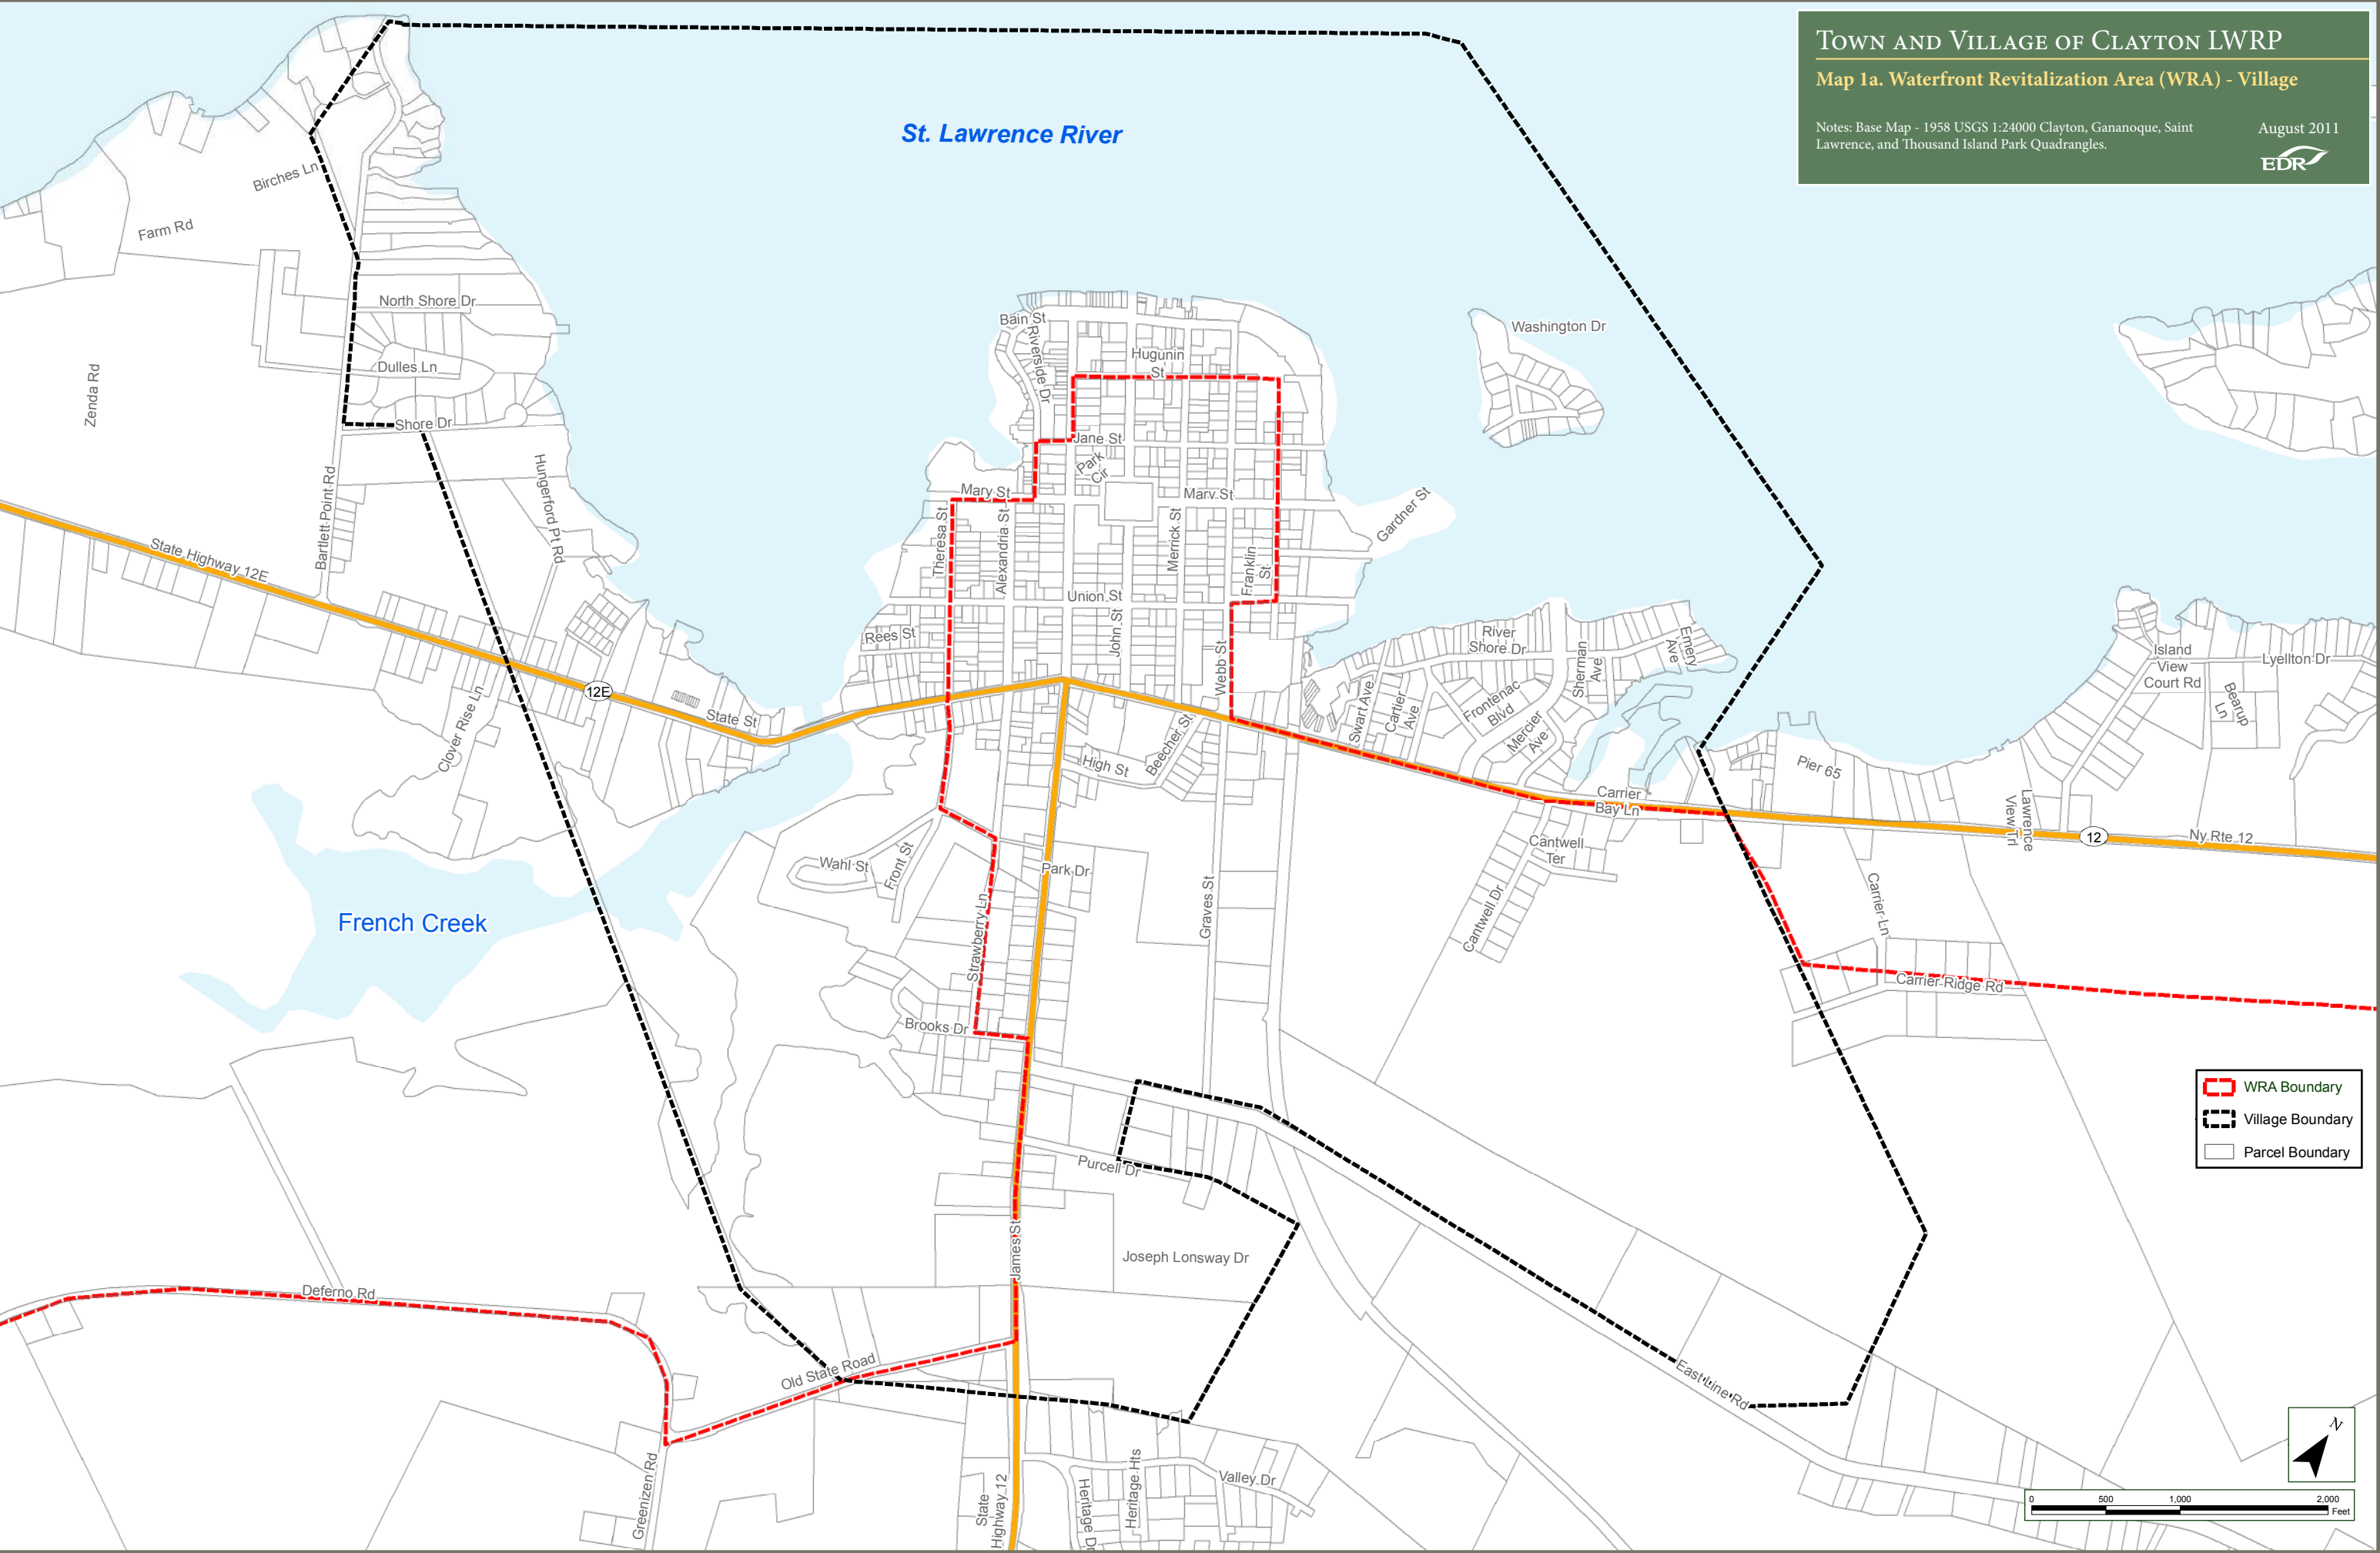 TOWN AND VILLAGE OF CLAYTON LWRP
Map 1a. Waterfront Revitalization Area (WRA) - Village
Notes: Base Map - 1958 USGS 1:24000 Clayton, Gananoque, Saint
Lawrence, and Thousand Island Park Quadrangles.
August 2011
EDR
St. Lawrence River
Birches Ln
Farm Rd
North Shore Dr
Dulles Ln
Zenda Rd
Shore Dr
Bartlett Point Rd
Hungerford Pt Rd
State Highway 12E
12E
State St
Clover Rise Ln
French Creek
Bain St
Riverside Dr
Hugunin
St
Jane St
Park
Cir
Mary St
Mary St
Theresa St
Alexandria St
Merrick St
Franklin
St
Gardner St
Washington Dr
Union St
John St
Rees St
Webb St
High St
Beecher St
River
Shore Dr
Swart Ave
Cartier
Ave
Frontenac
Blvd
Mercier
Ave
Sherman
Ave
Emery
Ave
Carrier
Bay Ln
Cantwell
Ter
Cantwell Dr
Pier 65
Island
View
Court Rd
Lyellton Dr
Bearup
Ln
Lawrence
View Trl
12
Ny Rte 12
Carrier Ln
Carrier Ridge Rd
Wahl St
Front St
Park Dr
Strawberry Ln
Graves St
Brooks Dr
Purcell Dr
James St
Joseph Lonsway Dr
Deferno Rd
Old State Road
Greenizen Rd
State
Highway 12
Heritage Dr
Heritage Hts
Valley Dr
East Line Rd
WRA Boundary
Village Boundary
Parcel Boundary
N
0 500 1,000 2,000
Feet